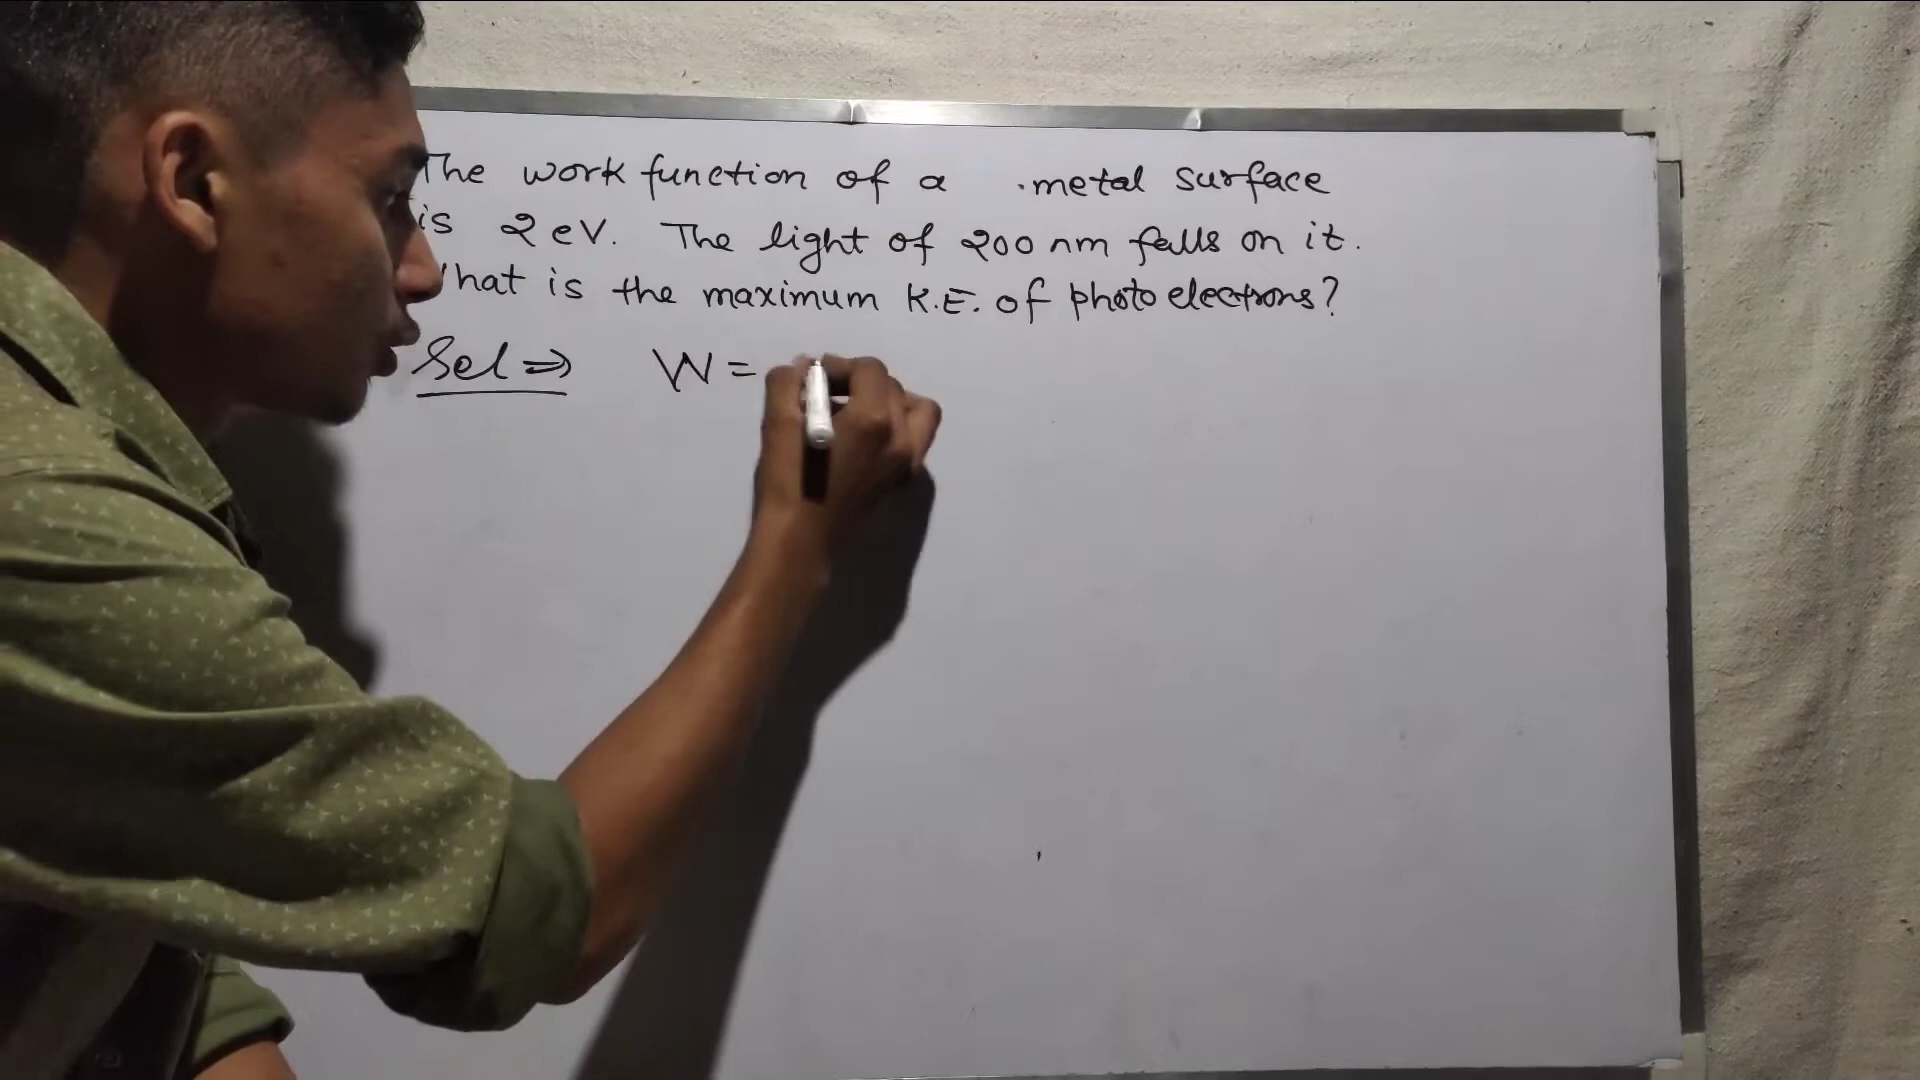 The work function of a metal surface
is 2 eV. The light of 200 nm falls on it.
hat is the maximum K.E. of photo electrons?
Sol ⇒ W =